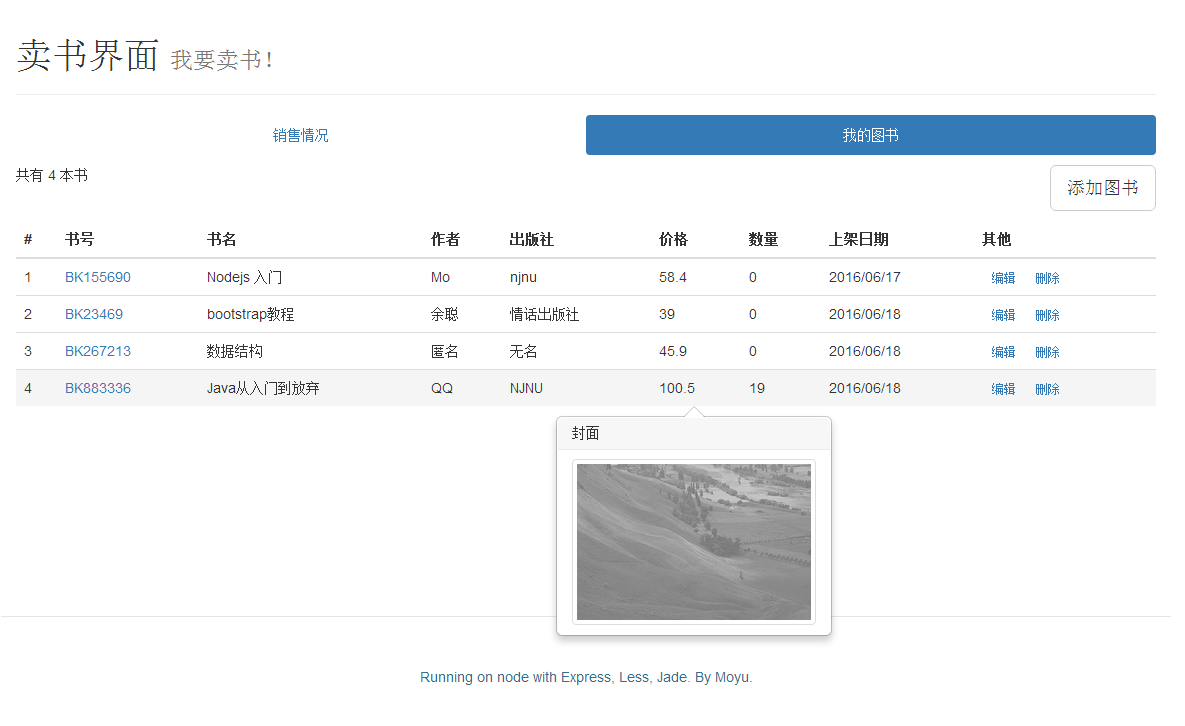 卖书界面 我要卖书!
销售情况 我的图书
共有 4 本书 添加图书
# 书号 书名 作者 出版社 价格 数量 上架日期 其他
1 BK155690 Nodejs 入门 Mo njnu 58.4 0 2016/06/17 编辑 删除
2 BK23469 bootstrap教程 余聪 情话出版社 39 0 2016/06/18 编辑 删除
3 BK267213 数据结构 匿名 无名 45.9 0 2016/06/18 编辑 删除
4 BK883336 Java从入门到放弃 QQ NJNU 100.5 19 2016/06/18 编辑 删除
封面
Running on node with Express, Less, Jade. By Moyu.